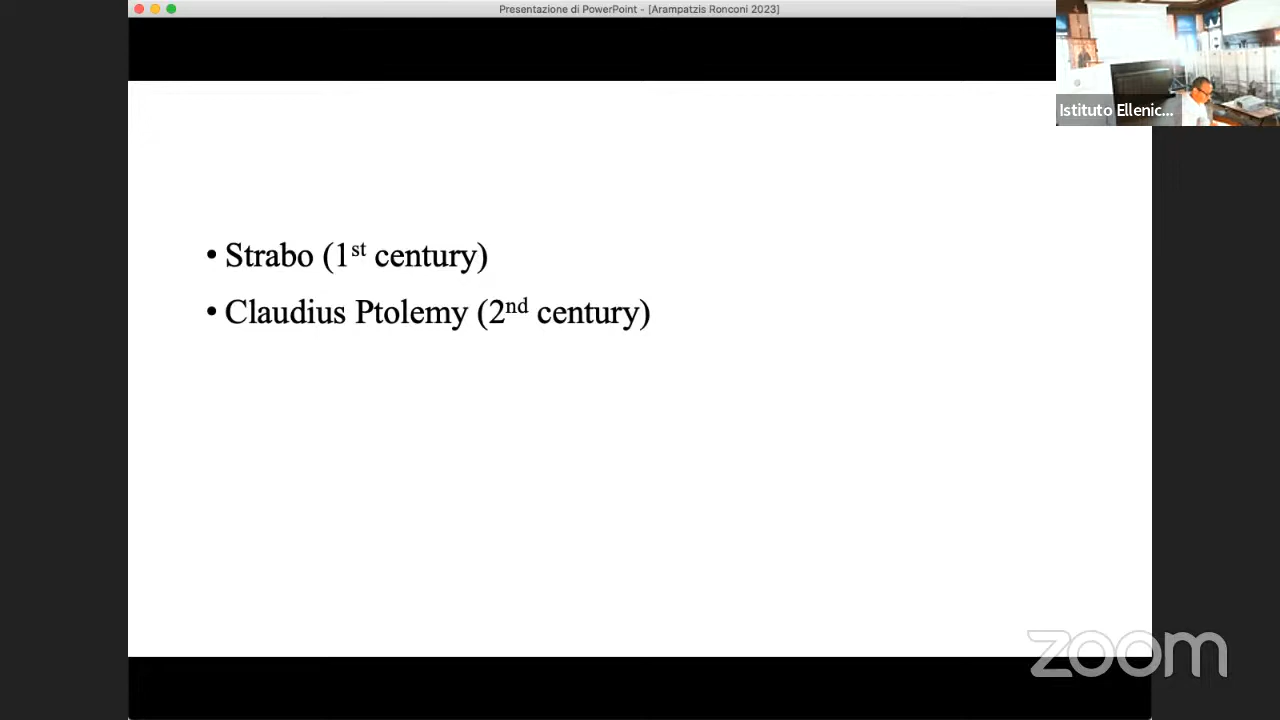 Presentazione di PowerPoint - [Arampatzis Ronconi 2023]
Istituto Ellenic...
• Strabo (1st century)
• Claudius Ptolemy (2nd century)
zoom